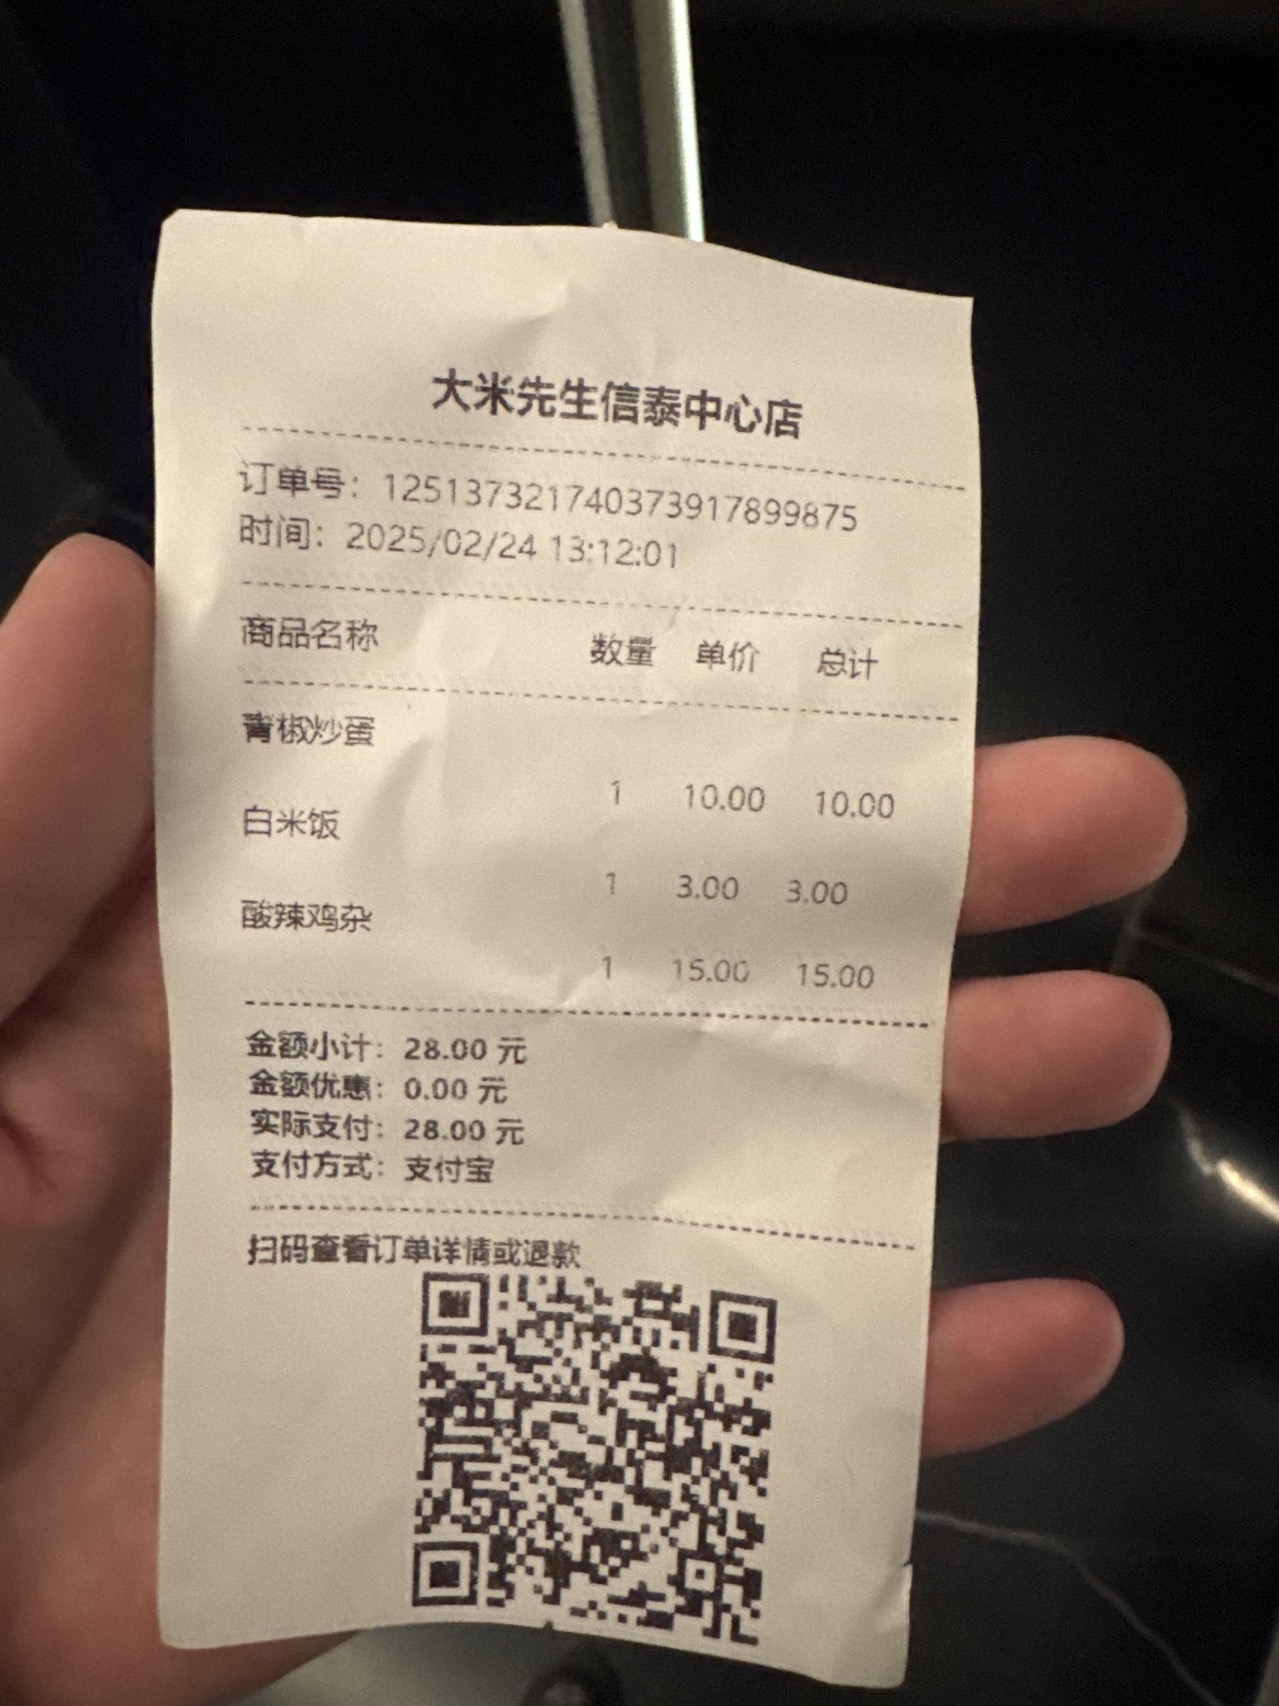 大米先生信泰中心店
订单号：1251373217403739178​99875
时间：2025/02/24 13:12:01
商品名称 数量 单价 总计
青椒炒蛋
1 10.00 10.00
白米饭
1 3.00 3.00
酸辣鸡杂
1 15.00 15.00
金额小计：28.00 元
金额优惠：0.00 元
实际支付：28.00 元
支付方式：支付宝
扫码查看订单详情或退款